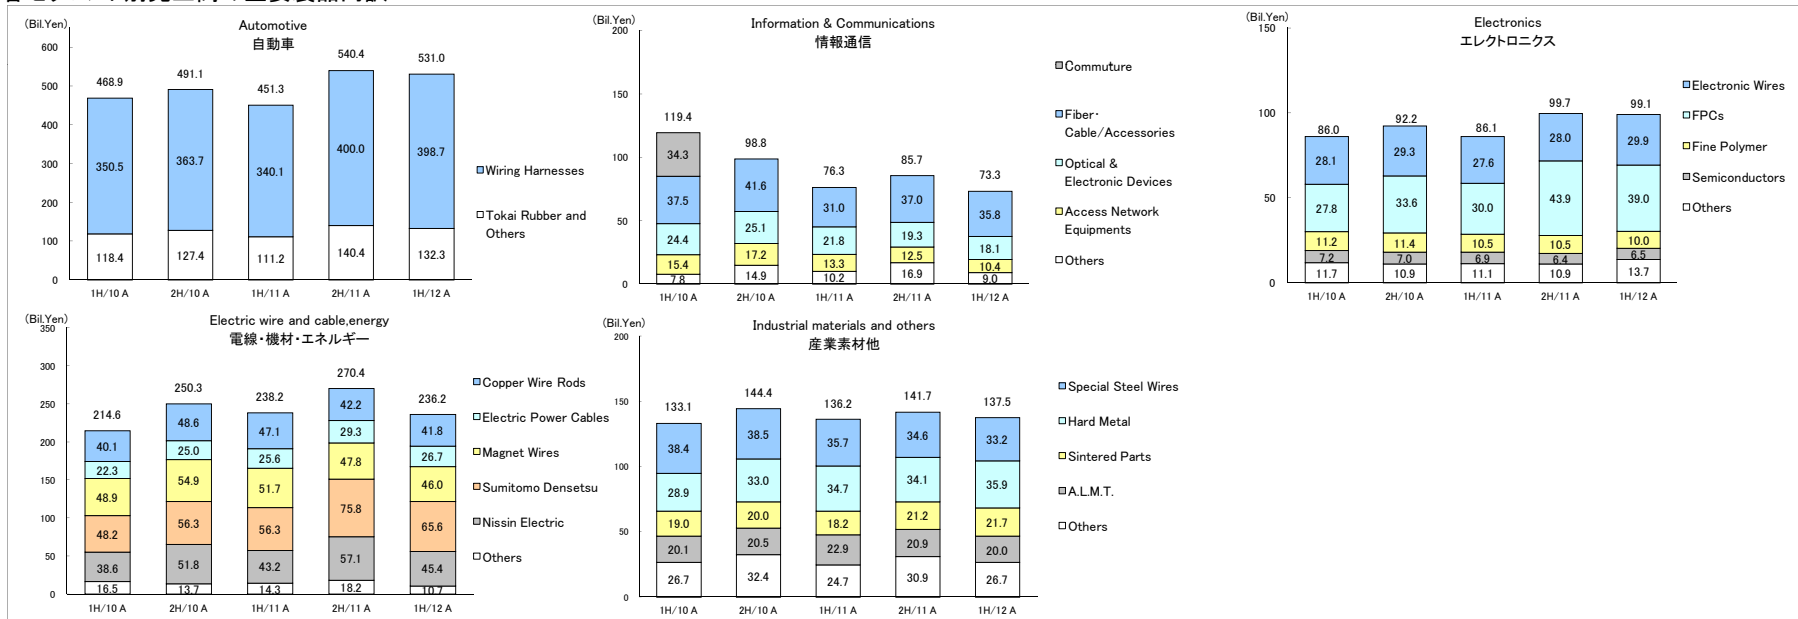 (Bil.Yen)
Automotive
自動車
600
500
400
300
200
100
0
468.9
491.1
451.3
540.4
531.0
350.5
363.7
340.1
400.0
398.7
118.4
127.4
111.2
140.4
132.3
1H/10 A
2H/10 A
1H/11 A
2H/11 A
1H/12 A
Wiring Harnesses
Tokai Rubber and
Others
(Bil.Yen)
Information & Communications
情報通信
200
150
100
50
0
119.4
98.8
76.3
85.7
73.3
34.3
37.5
41.6
31.0
37.0
35.8
24.4
25.1
21.8
19.3
18.1
15.4
17.2
13.3
12.5
10.4
7.8
14.9
10.2
16.9
9.0
1H/10 A
2H/10 A
1H/11 A
2H/11 A
1H/12 A
Commuture
Fiber・
Cable/Accessories
Optical &
Electronic Devices
Access Network
Equipments
Others
(Bil.Yen)
Electronics
エレクトロニクス
150
100
50
0
86.0
92.2
86.1
99.7
99.1
28.1
29.3
27.6
28.0
29.9
27.8
33.6
30.0
43.9
39.0
11.2
11.4
10.5
10.5
10.0
7.2
7.0
6.9
6.4
6.5
11.7
10.9
11.1
10.9
13.7
1H/10 A
2H/10 A
1H/11 A
2H/11 A
1H/12 A
Electronic Wires
FPCs
Fine Polymer
Semiconductors
Others
(Bil.Yen)
Electric wire and cable,energy
電線・機材・エネルギー
350
300
250
200
150
100
50
0
214.6
250.3
238.2
270.4
236.2
40.1
48.6
47.1
42.2
41.8
22.3
25.0
25.6
29.3
26.7
48.9
54.9
51.7
47.8
46.0
48.2
56.3
56.3
75.8
65.6
38.6
51.8
43.2
57.1
45.4
16.5
13.7
14.3
18.2
10.7
1H/10 A
2H/10 A
1H/11 A
2H/11 A
1H/12 A
Copper Wire Rods
Electric Power Cables
Magnet Wires
Sumitomo Densetsu
Nissin Electric
Others
(Bil.Yen)
Industrial materials and others
産業素材他
200
150
100
50
0
133.1
144.4
136.2
141.7
137.5
38.4
38.5
35.7
34.6
33.2
28.9
33.0
34.7
34.1
35.9
19.0
20.0
18.2
21.2
21.7
20.1
20.5
22.9
20.9
20.0
26.7
32.4
24.7
30.9
26.7
1H/10 A
2H/10 A
1H/11 A
2H/11 A
1H/12 A
Special Steel Wires
Hard Metal
Sintered Parts
A.L.M.T.
Others